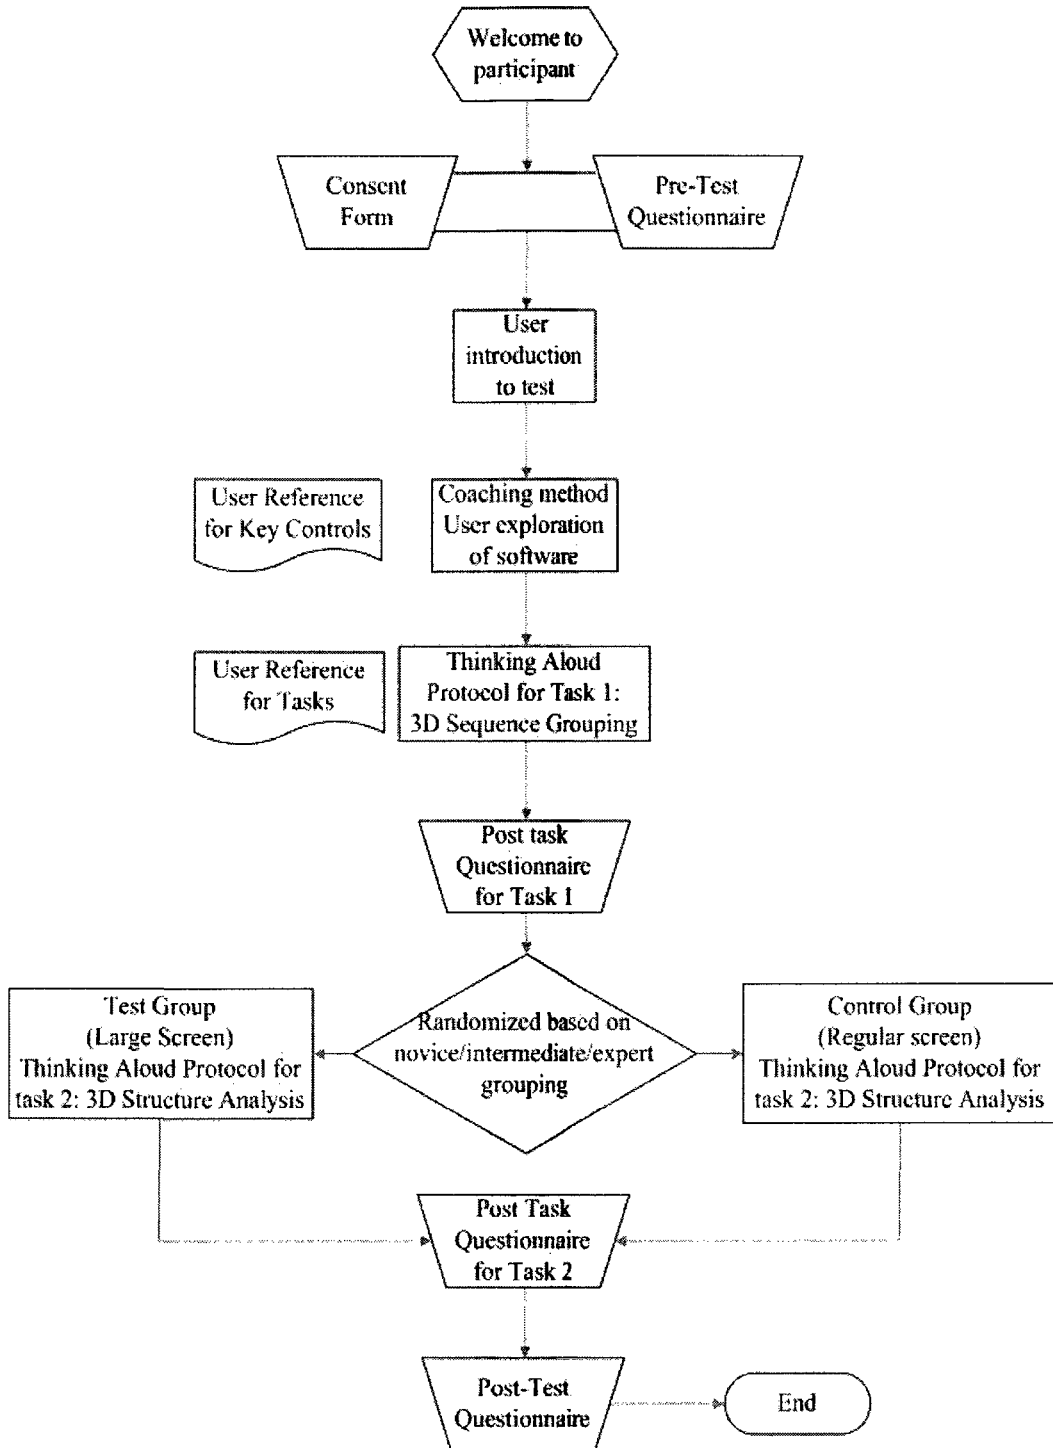 Welcome to
participant
Consent
Form
Pre-Test
Questionnaire
User
introduction
to test
User Reference
for Key Controls
Coaching method
User exploration
of software
User Reference
for Tasks
Thinking Aloud
Protocol for Task 1:
3D Sequence Grouping
Post task
Questionnaire
for Task 1
Test Group
(Large Screen)
Thinking Aloud Protocol for
task 2: 3D Structure Analysis
Randomized based on
novice/intermediate/expert
grouping
Control Group
(Regular screen)
Thinking Aloud Protocol for
task 2: 3D Structure Analysis
Post Task
Questionnaire
for Task 2
Post-Test
Questionnaire
End